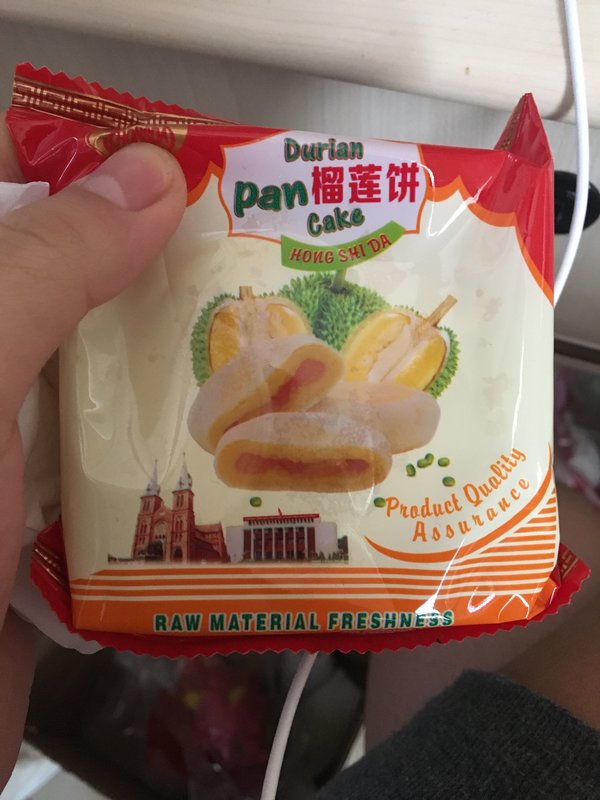 Durian
pan榴莲饼
Cake
HONG SHI DA
Product Quality
Assurance
RAW MATERIAL FRESHNESS